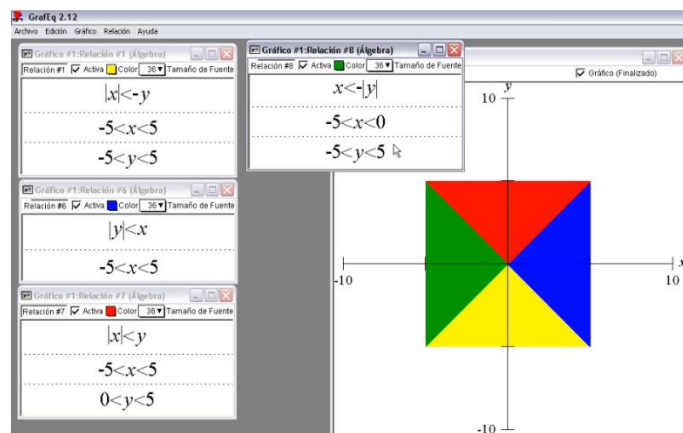 GrafEq 2.12
Archivo Edición Gráfico Relación Ayuda
Gráfico #1:Relación #1 (Álgebra)
Relación #1 Activa Color 36 Tamaño de Fuente
|x|<-y
-5<x<5
-5<y<5
Gráfico #1:Relación #6 (Álgebra)
Relación #6 Activa Color 36 Tamaño de Fuente
|y|<x
-5<x<5
Gráfico #1:Relación #7 (Álgebra)
Relación #7 Activa Color 36 Tamaño de Fuente
|x|<y
-5<x<5
0<y<5
Gráfico #1:Relación #8 (Álgebra)
Relación #8 Activa Color 36 Tamaño de Fuente
x<-|y|
-5<x<0
-5<y<5
Gráfico (Finalizado)
y
10
x
-10
10
-10